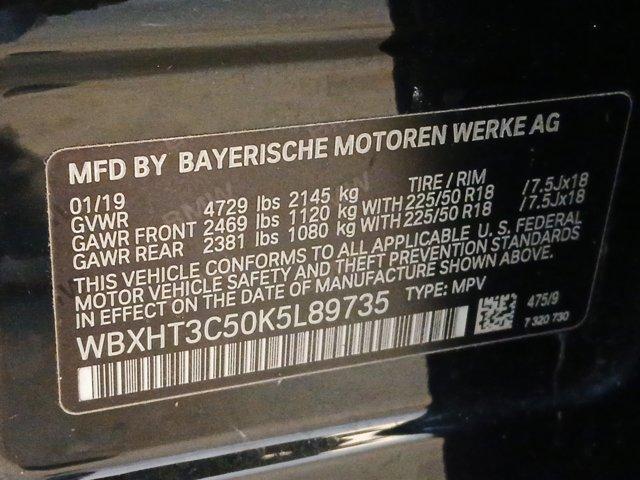 MFD BY BAYERISCHE MOTOREN WERKE AG
01/19 TIRE / RIM
GVWR 4729 lbs 2145 kg
GAWR FRONT 2469 lbs 1120 kg WITH 225/50 R18 /7.5Jx18
GAWR REAR 2381 lbs 1080 kg WITH 225/50 R18 /7.5Jx18
THIS VEHICLE CONFORMS TO ALL APPLICABLE U. S. FEDERAL
MOTOR VEHICLE SAFETY AND THEFT PREVENTION STANDARDS
IN EFFECT ON THE DATE OF MANUFACTURE SHOWN ABOVE.
WBXHT3C50K5L89735 TYPE: MPV
475/9
7 320 730